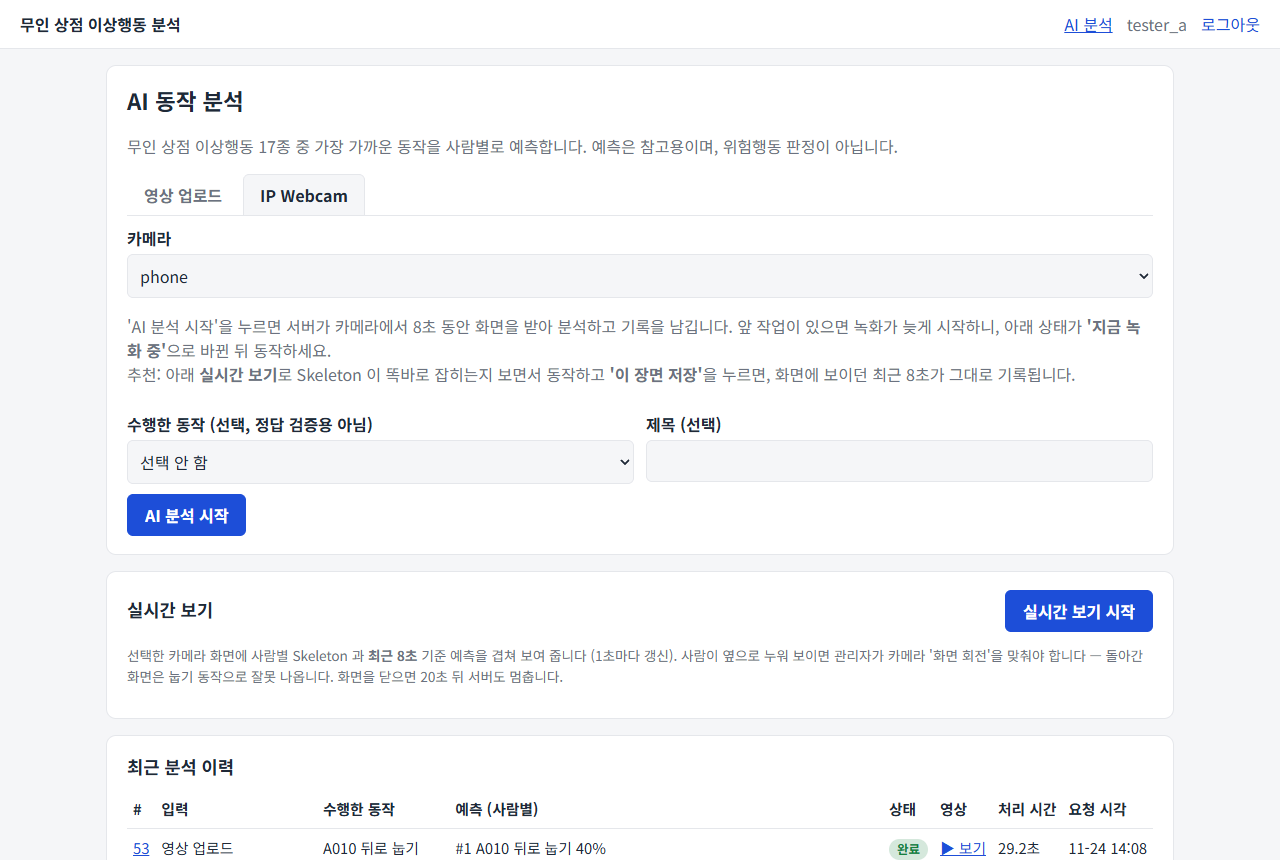 무인 상점 이상행동 분석
AI 분석 tester_a 로그아웃
AI 동작 분석
무인 상점 이상행동 17종 중 가장 가까운 동작을 사람별로 예측합니다. 예측은 참고용이며, 위험행동 판정이 아닙니다.
영상 업로드 IP Webcam
카메라
phone
'AI 분석 시작'을 누르면 서버가 카메라에서 8초 동안 화면을 받아 분석하고 기록을 남깁니다. 앞 작업이 있으면 녹화가 늦게 시작하니, 아래 상태가 '지금 녹
화 중'으로 바뀐 뒤 동작하세요.
추천: 아래 실시간 보기로 Skeleton 이 똑바로 잡히는지 보면서 동작하고 '이 장면 저장'을 누르면, 화면에 보이던 최근 8초가 그대로 기록됩니다.
수행한 동작 (선택, 정답 검증용 아님) 제목 (선택)
선택 안 함
AI 분석 시작
실시간 보기 실시간 보기 시작
선택한 카메라 화면에 사람별 Skeleton 과 최근 8초 기준 예측을 겹쳐 보여 줍니다 (1초마다 갱신). 사람이 옆으로 누워 보이면 관리자가 카메라 '화면 회전'을 맞춰야 합니다 — 돌아간
화면은 눕기 동작으로 잘못 나옵니다. 화면을 닫으면 20초 뒤 서버도 멈춥니다.
최근 분석 이력
# 입력 수행한 동작 예측 (사람별) 상태 영상 처리 시간 요청 시각
53 영상 업로드 A010 뒤로 눕기 #1 A010 뒤로 눕기 40% 완료 ▶ 보기 29.2초 11-24 14:08